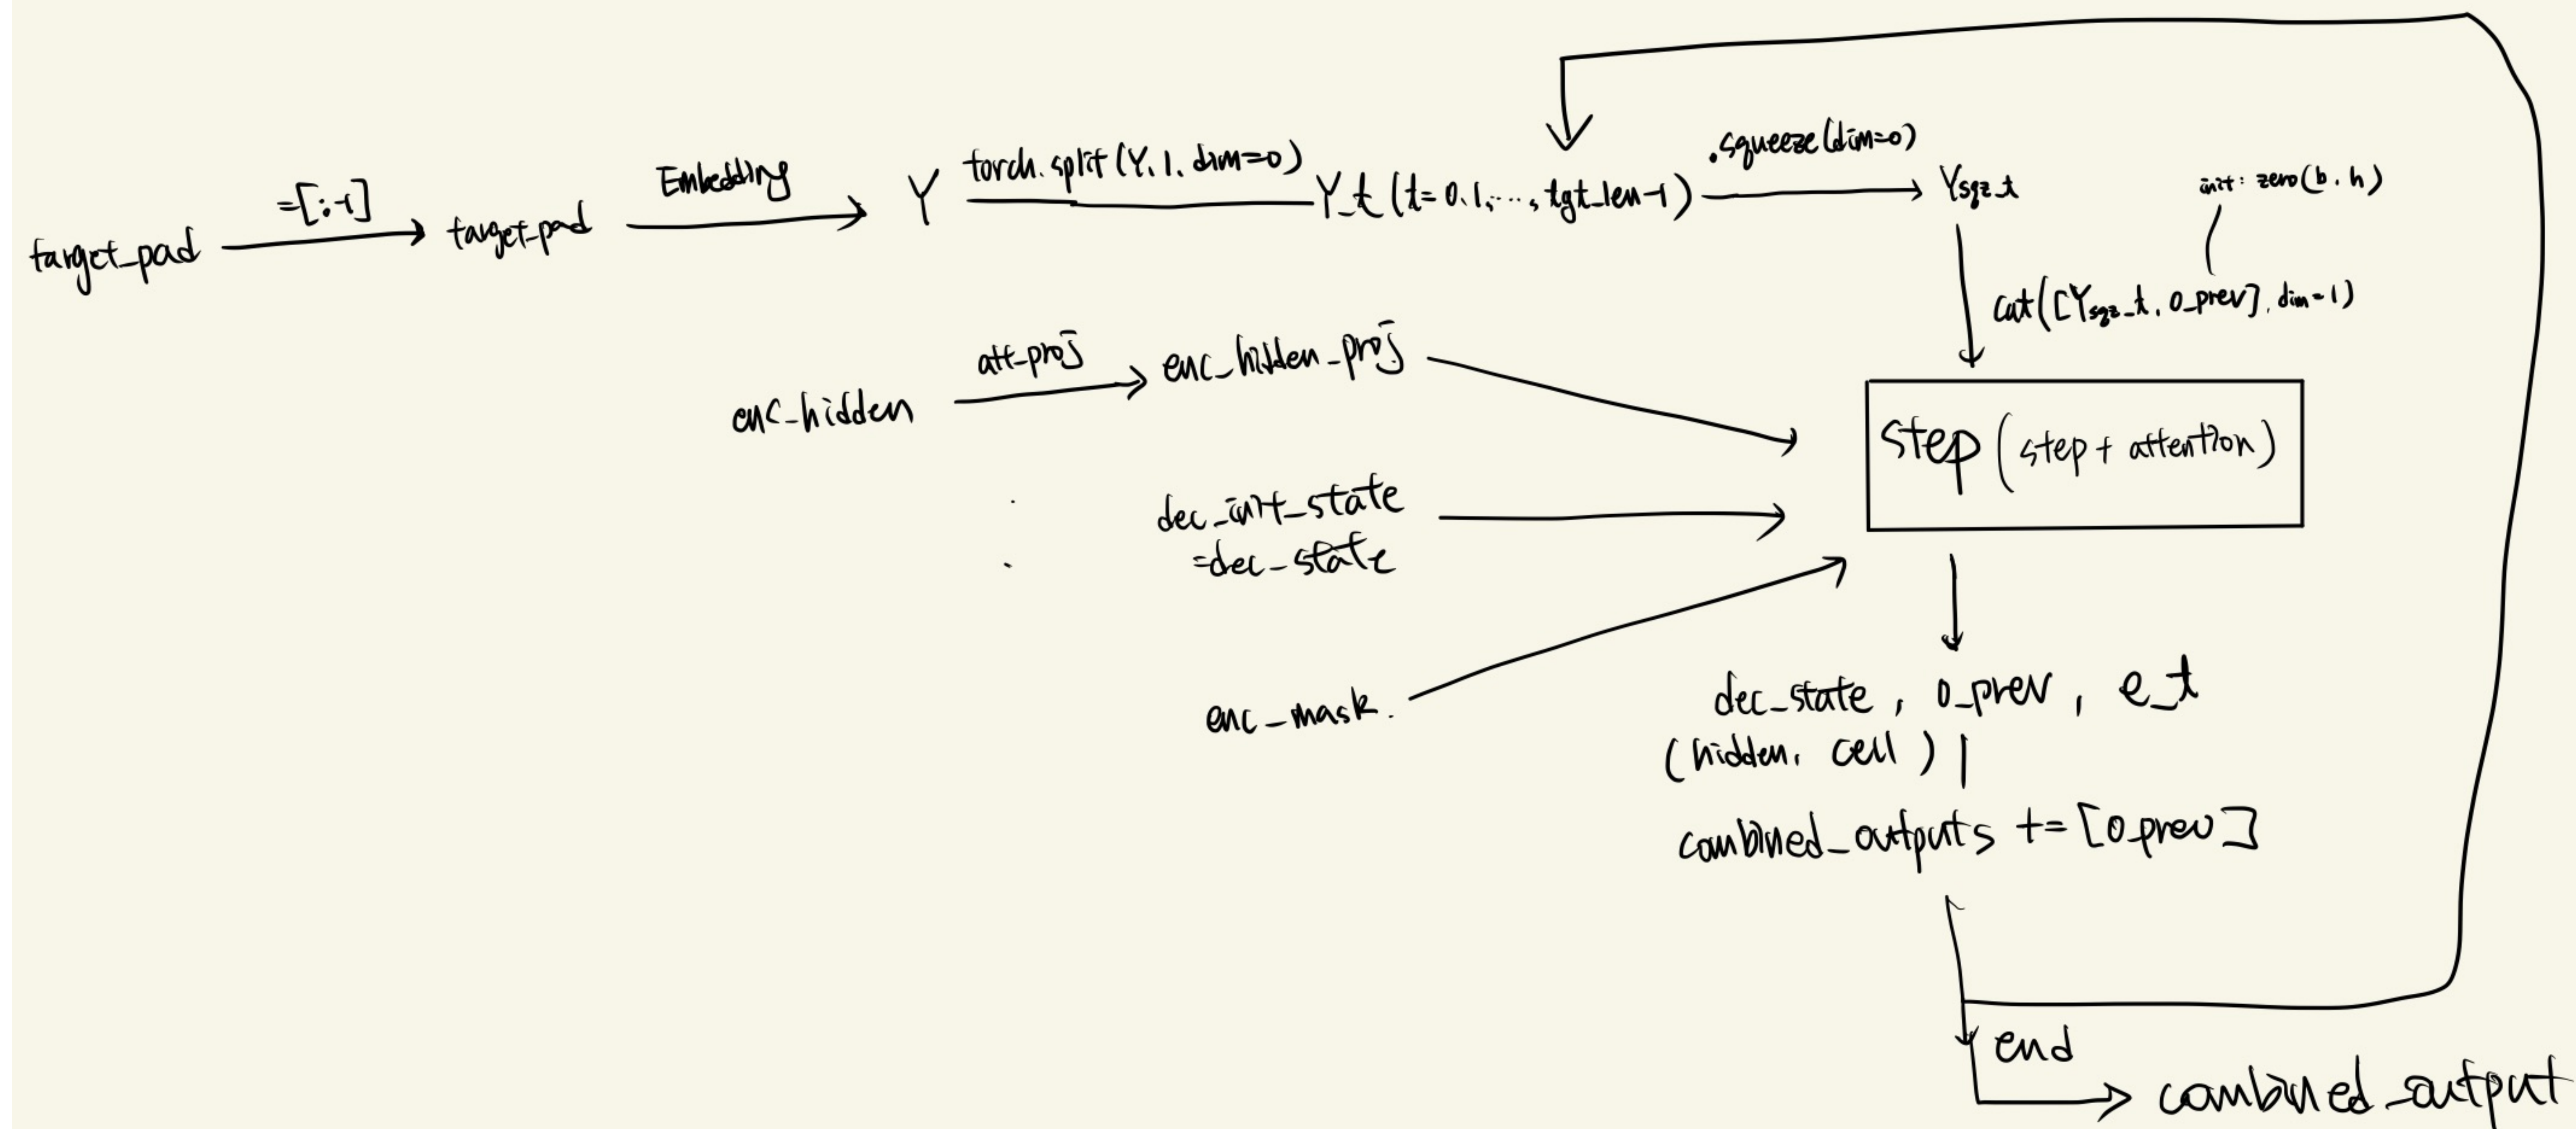 target_pad
=[:-1]
target_pad
Embedding
Y
torch.split(Y, 1, dim=0)
Y_t (t=0,1,..., tgt_len-1)
.squeeze(dim=0)
Ysqz_t
init: zero(b, h)
cat([Ysqz_t, o_prev], dim=1)
enc_hidden
att_proj
enc_hidden_proj
step (step + attention)
dec_init_state
=dec_state
enc_mask.
dec_state, o_prev, e_t
(hidden, cell)
combined_outputs += [o_prev]
end
combined_output